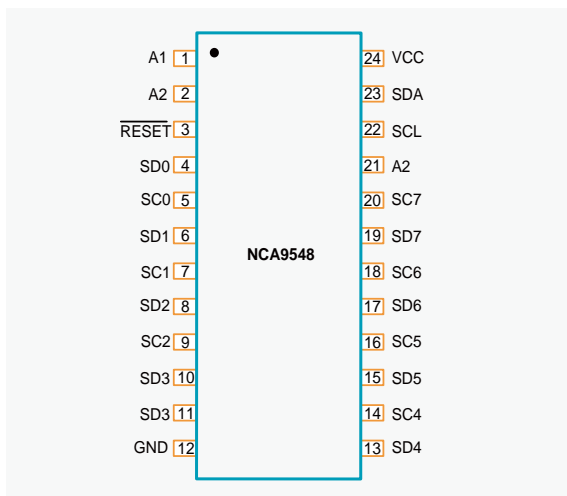 A1 1 24 VCC
A2 2 23 SDA
RESET 3 22 SCL
SD0 4 21 A2
SC0 5 20 SC7
SD1 6 19 SD7
NCA9548
SC1 7 18 SC6
SD2 8 17 SD6
SC2 9 16 SC5
SD3 10 15 SD5
SD3 11 14 SC4
GND 12 13 SD4